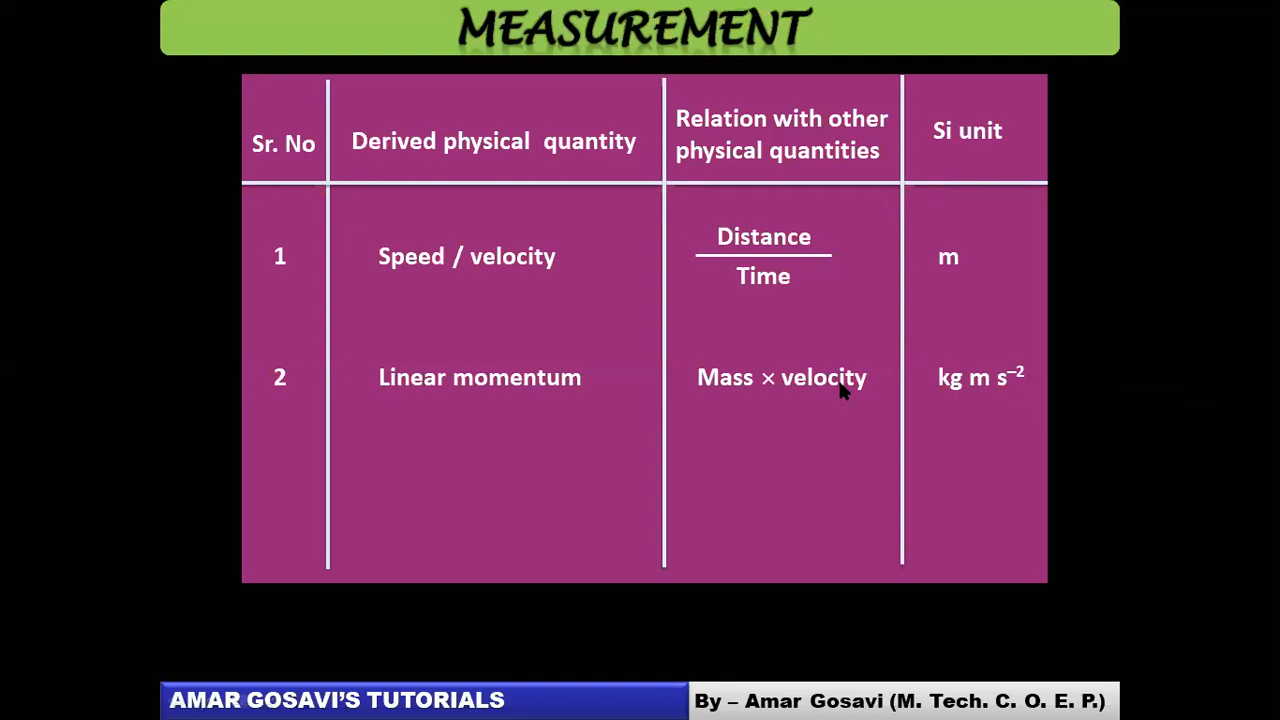 MEASUREMENT
Sr. No
Derived physical quantity
Relation with other
physical quantities
Si unit
1
Speed / velocity
Distance
Time
m
2
Linear momentum
Mass × velocity
kg m s⁻²
AMAR GOSAVI'S TUTORIALS
By – Amar Gosavi (M. Tech. C. O. E. P.)